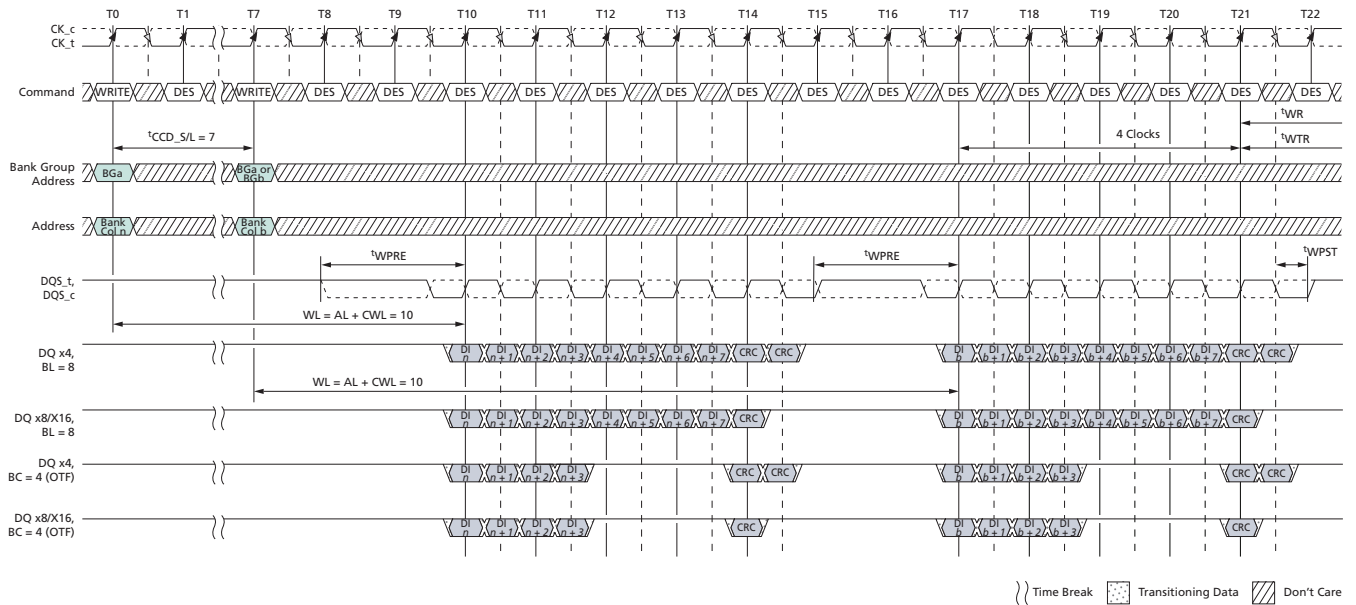 T0 T1 T7 T8 T9 T10 T11 T12 T13 T14 T15 T16 T17 T18 T19 T20 T21 T22
CK_c
CK_t
Command WRITE DES WRITE DES DES DES DES DES DES DES DES DES DES DES DES DES DES DES
tWR
tCCD_S/L = 7 4 Clocks tWTR
Bank Group
Address
BGa BGa or
BGb
Address Bank
Col n Bank
Col b
tWPRE tWPRE tWPST
DQS_t,
DQS_c
WL = AL + CWL = 10
DQ x4,
BL = 8
DI
n DI
n + 1 DI
n + 2 DI
n + 3 DI
n + 4 DI
n + 5 DI
n + 6 DI
n + 7 CRC CRC DI
b DI
b + 1 DI
b + 2 DI
b + 3 DI
b + 4 DI
b + 5 DI
b + 6 DI
b + 7 CRC CRC
WL = AL + CWL = 10
DQ x8/X16,
BL = 8
DI
n DI
n + 1 DI
n + 2 DI
n + 3 DI
n + 4 DI
n + 5 DI
n + 6 DI
n + 7 CRC DI
b DI
b + 1 DI
b + 2 DI
b + 3 DI
b + 4 DI
b + 5 DI
b + 6 DI
b + 7 CRC
DQ x4,
BC = 4 (OTF)
DI
n DI
n + 1 DI
n + 2 DI
n + 3 CRC CRC DI
b DI
b + 1 DI
b + 2 DI
b + 3 CRC CRC
DQ x8/X16,
BC = 4 (OTF)
DI
n DI
n + 1 DI
n + 2 DI
n + 3 CRC DI
b DI
b + 1 DI
b + 2 DI
b + 3 CRC
Time Break Transitioning Data Don't Care